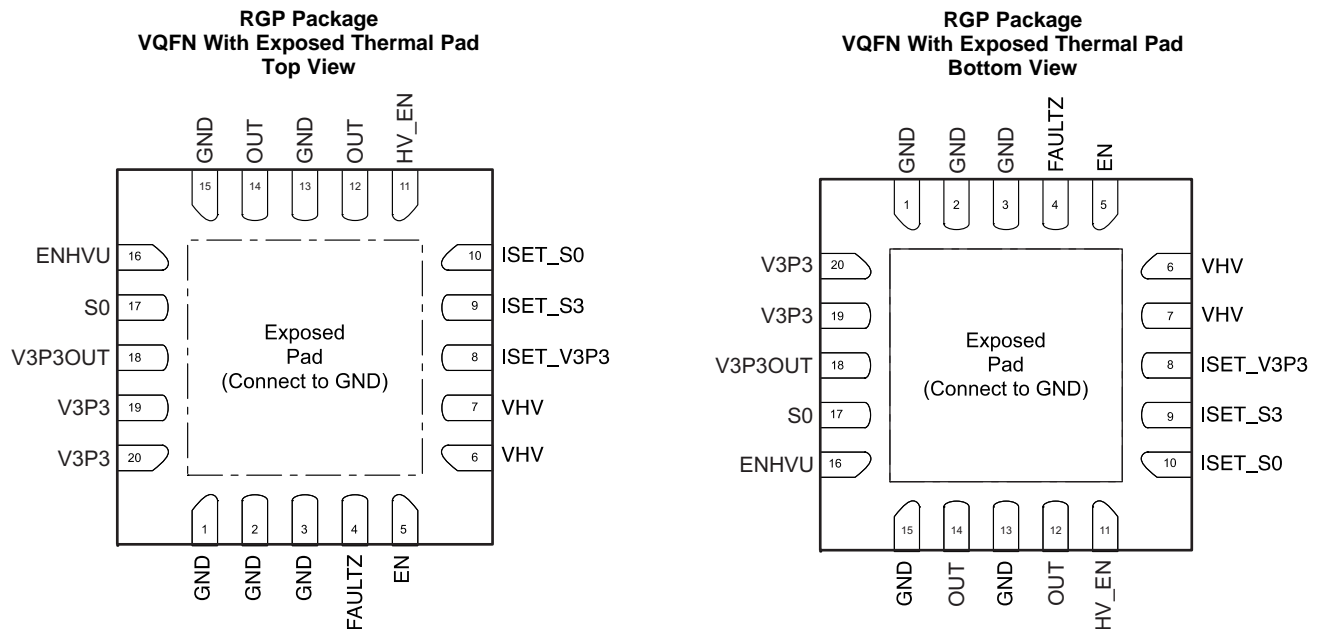 RGP Package
VQFN With Exposed Thermal Pad
Top View
GND
OUT
GND
OUT
HV_EN
15
14
13
12
11
ENHVU 16
10 ISET_S0
S0 17
9 ISET_S3
V3P3OUT 18
8 ISET_V3P3
V3P3 19
7 VHV
V3P3 20
6 VHV
Exposed
Pad
(Connect to GND)
1
2
3
4
5
GND
GND
GND
FAULTZ
EN
RGP Package
VQFN With Exposed Thermal Pad
Bottom View
GND
GND
GND
FAULTZ
EN
1
2
3
4
5
V3P3 20
6 VHV
V3P3 19
7 VHV
V3P3OUT 18
8 ISET_V3P3
S0 17
9 ISET_S3
ENHVU 16
10 ISET_S0
Exposed
Pad
(Connect to GND)
15
14
13
12
11
GND
OUT
GND
OUT
HV_EN